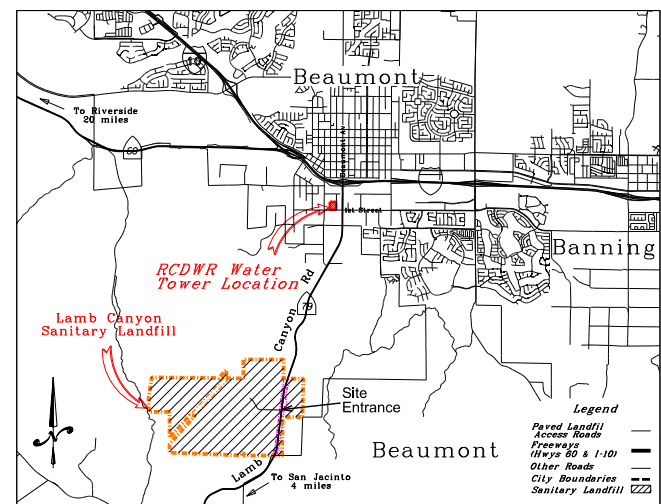 10
Beaumont
To Riverside
20 miles
60
Beaumont Av
1st Street
RCDWR Water
Tower Location
Banning
Canyon Rd
79
Lamb Canyon
Sanitary Landfill
Site
Entrance
Legend
Paved Landfil
Access Roads
Freeways
(Hwys 60 & I-10)
Other Roads
City Boundaries
Sanitary Landfill
Beaumont
Lamb
To San Jacinto
4 miles
N